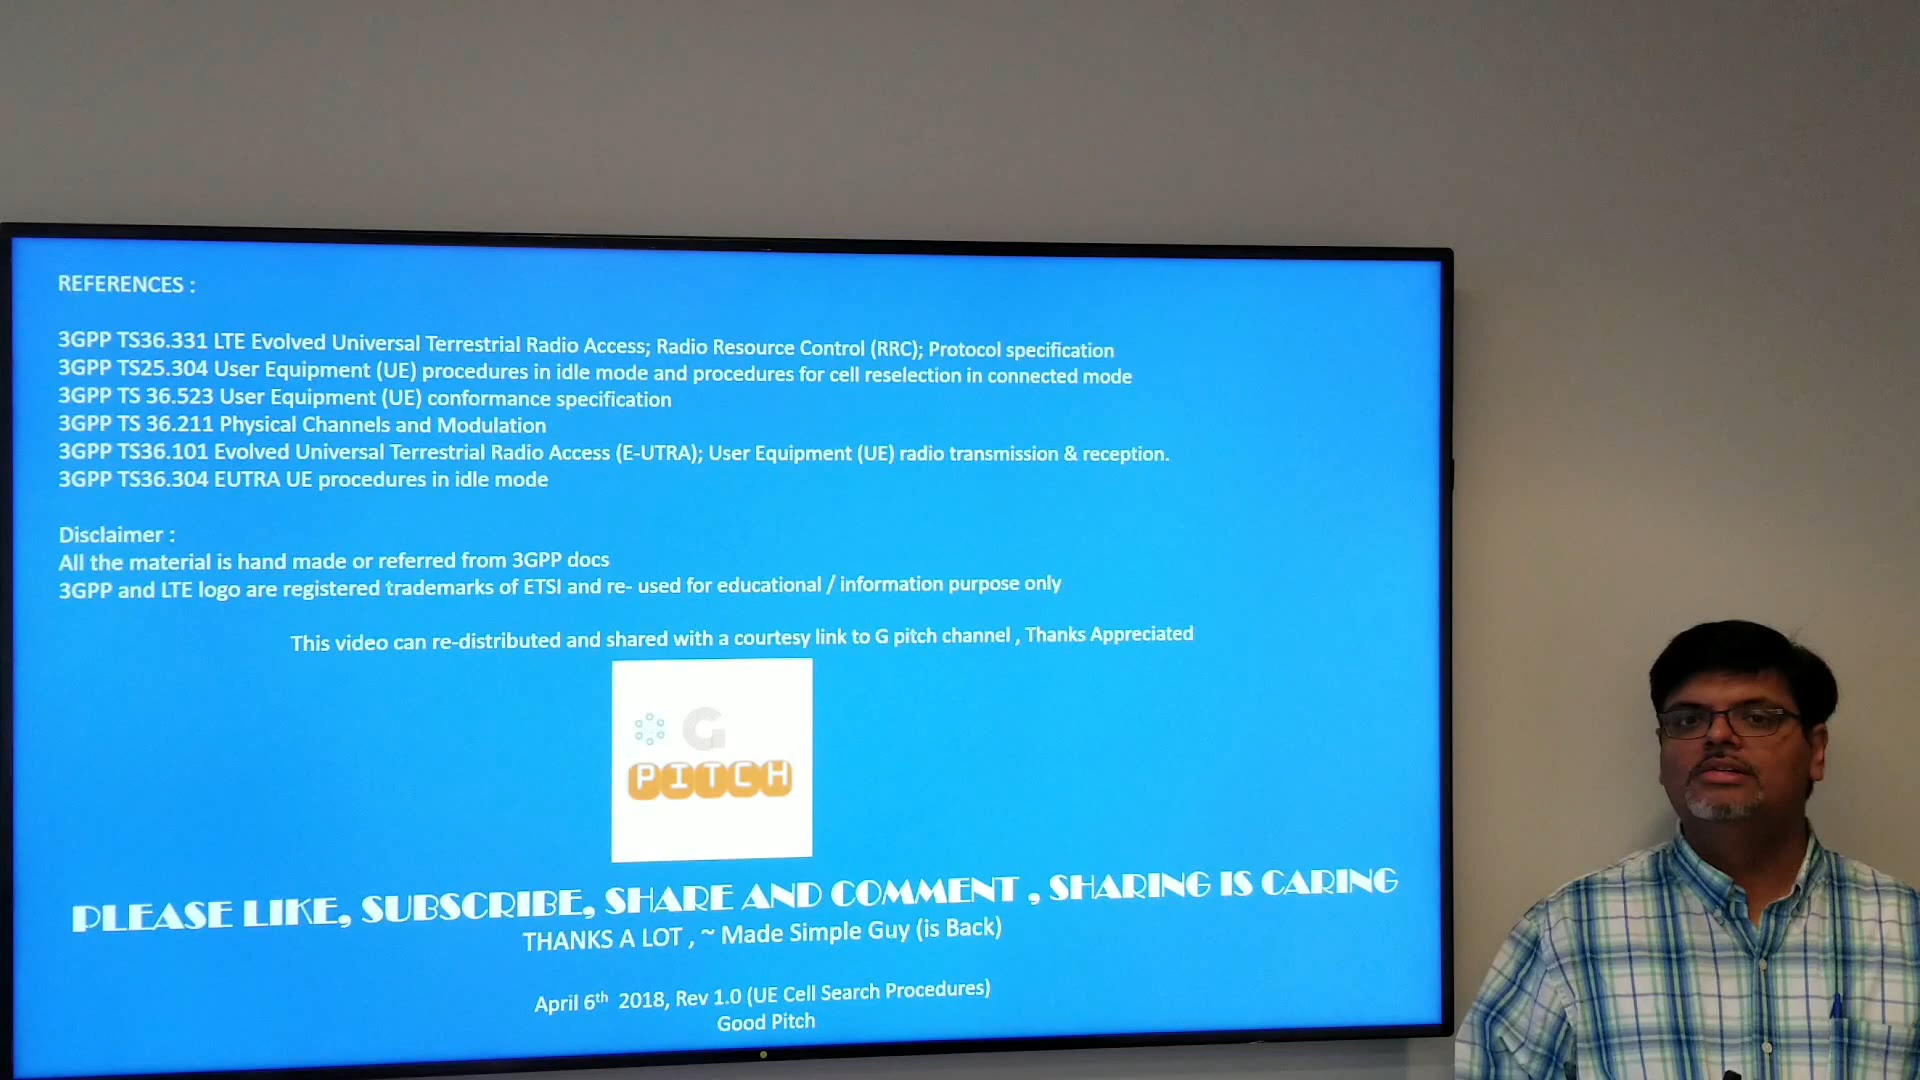 REFERENCES :
3GPP TS36.331 LTE Evolved Universal Terrestrial Radio Access; Radio Resource Control (RRC); Protocol specification
3GPP TS25.304 User Equipment (UE) procedures in idle mode and procedures for cell reselection in connected mode
3GPP TS 36.523 User Equipment (UE) conformance specification
3GPP TS 36.211 Physical Channels and Modulation
3GPP TS36.101 Evolved Universal Terrestrial Radio Access (E-UTRA); User Equipment (UE) radio transmission & reception.
3GPP TS36.304 EUTRA UE procedures in idle mode
Disclaimer :
All the material is hand made or referred from 3GPP docs
3GPP and LTE logo are registered trademarks of ETSI and re- used for educational / information purpose only
This video can re-distributed and shared with a courtesy link to G pitch channel , Thanks Appreciated
G
PITCH
PLEASE LIKE, SUBSCRIBE, SHARE AND COMMENT , SHARING IS CARING
THANKS A LOT , ~ Made Simple Guy (is Back)
April 6th 2018, Rev 1.0 (UE Cell Search Procedures)
Good Pitch